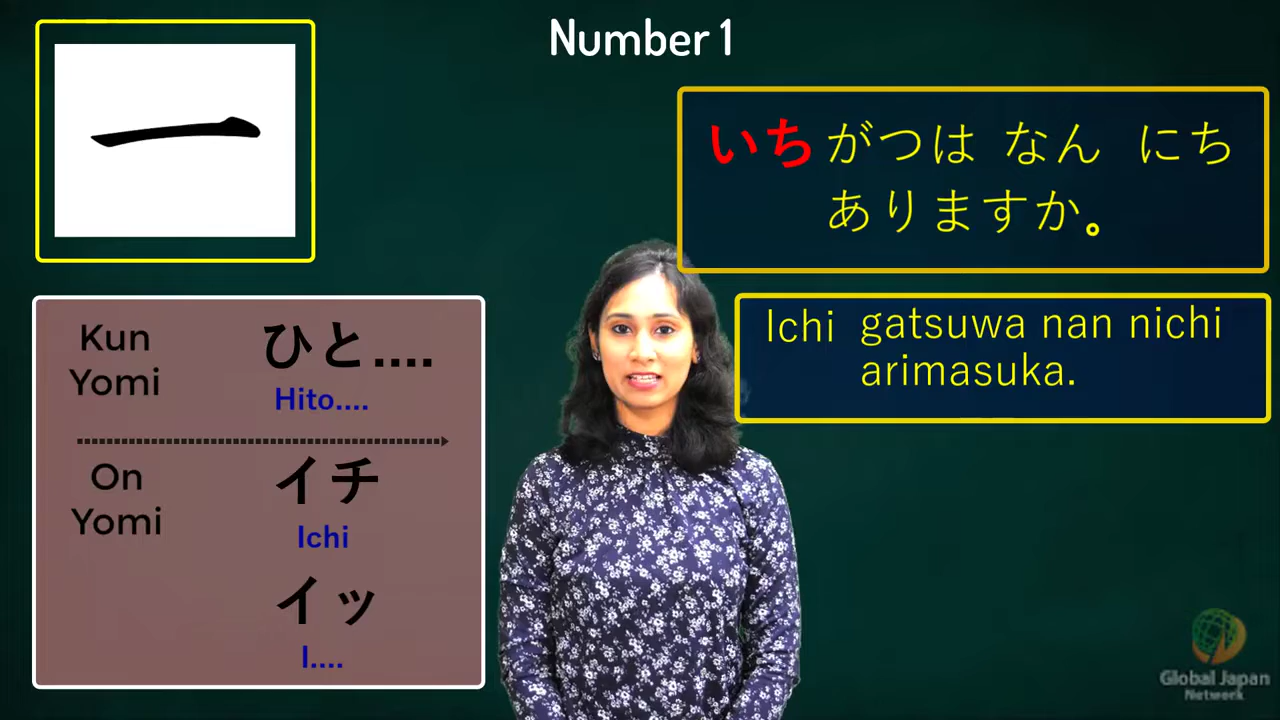 Number 1
一
いちがつは なん にち
ありますか。
Ichi gatsuwa nan nichi
arimasuka.
Kun
Yomi
ひと....
Hito....
On
Yomi
イチ
Ichi
イッ
I....
Global Japan
Network